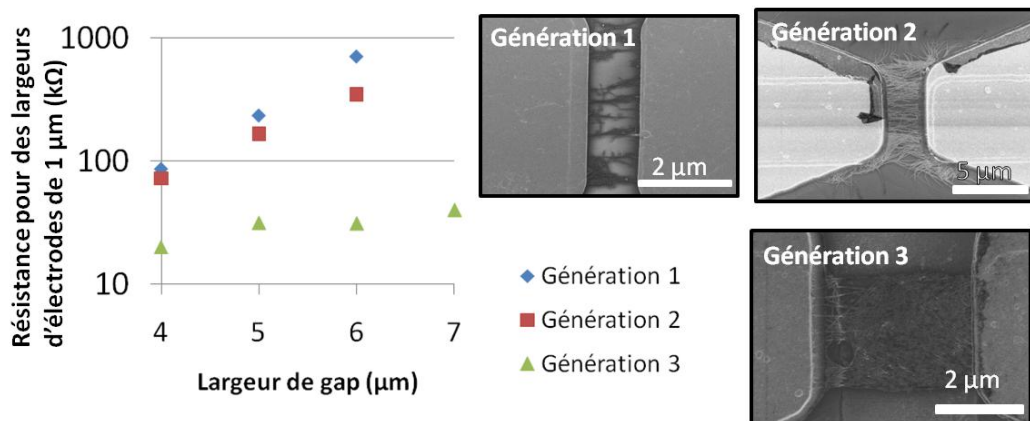 Résistance pour des largeurs
d'électrodes de 1 µm (kΩ)
1000
100
10
4
5
6
7
Largeur de gap (µm)
Génération 1
Génération 2
Génération 3
Génération 1
2 µm
Génération 2
5 µm
Génération 3
2 µm